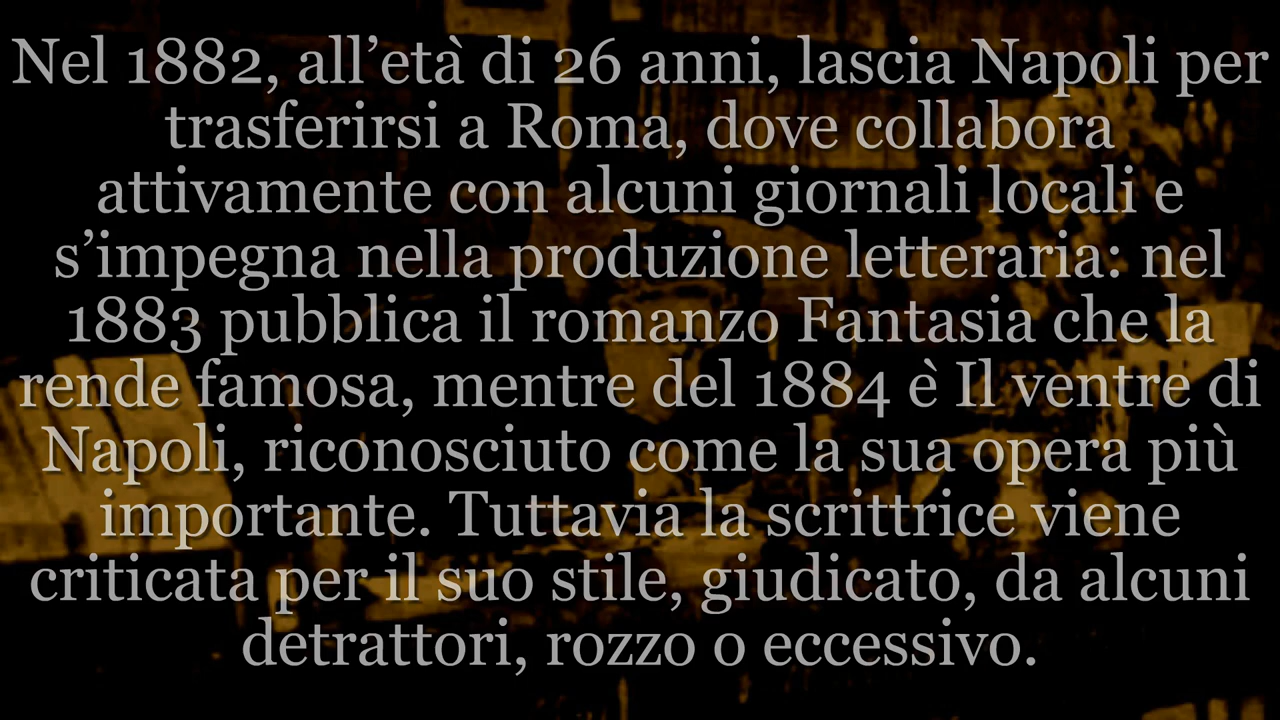 Nel 1882, all’età di 26 anni, lascia Napoli per
trasferirsi a Roma, dove collabora
attivamente con alcuni giornali locali e
s’impegna nella produzione letteraria: nel
1883 pubblica il romanzo Fantasia che la
rende famosa, mentre del 1884 è Il ventre di
Napoli, riconosciuto come la sua opera più
importante. Tuttavia la scrittrice viene
criticata per il suo stile, giudicato, da alcuni
detrattori, rozzo o eccessivo.